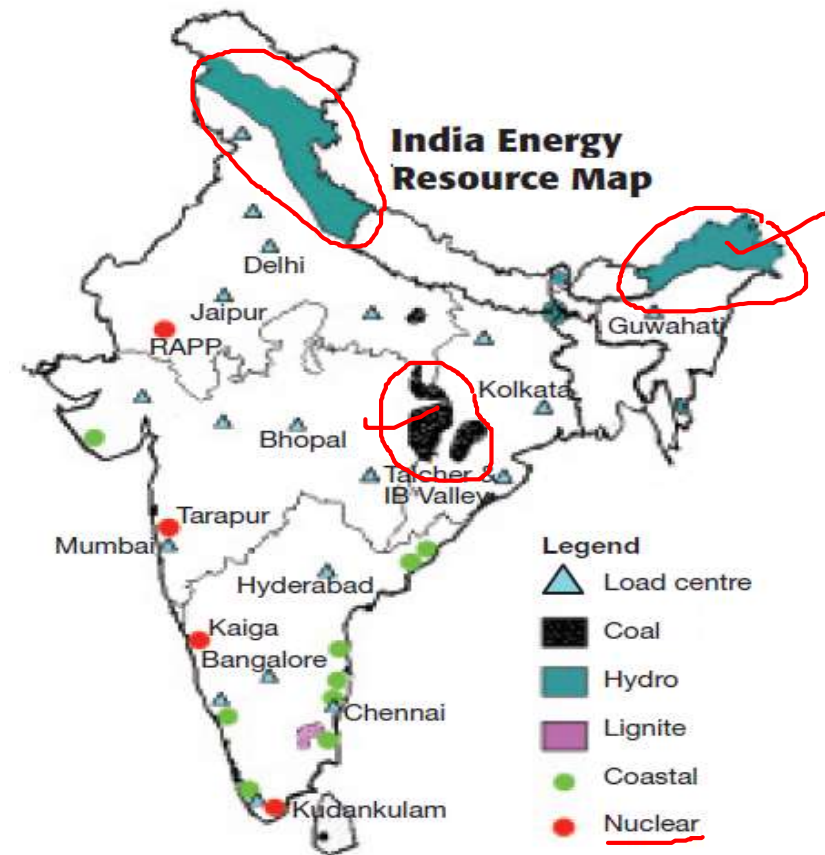 India Energy
Resource Map
Delhi
Jaipur
RAPP
Guwahati
Kolkata
Bhopal
Talcher &
IB Valley
Tarapur
Mumbai
Hyderabad
Kaiga
Bangalore
Chennai
Kudankulam
Legend
Load centre
Coal
Hydro
Lignite
Coastal
Nuclear